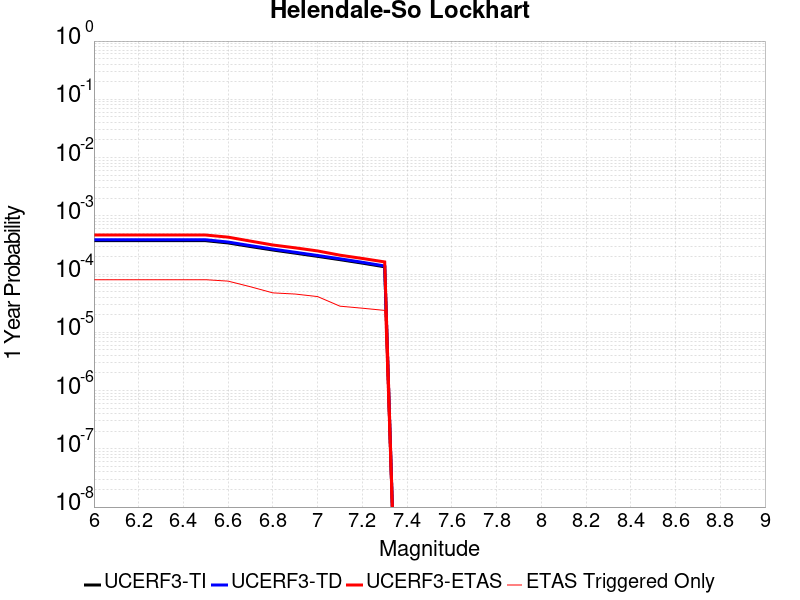 Helendale-So Lockhart
10^0
10^-1
10^-2
10^-3
10^-4
10^-5
10^-6
10^-7
10^-8
1 Year Probability
6 6.2 6.4 6.6 6.8 7 7.2 7.4 7.6 7.8 8 8.2 8.4 8.6 8.8 9
Magnitude
UCERF3-TI UCERF3-TD UCERF3-ETAS ETAS Triggered Only